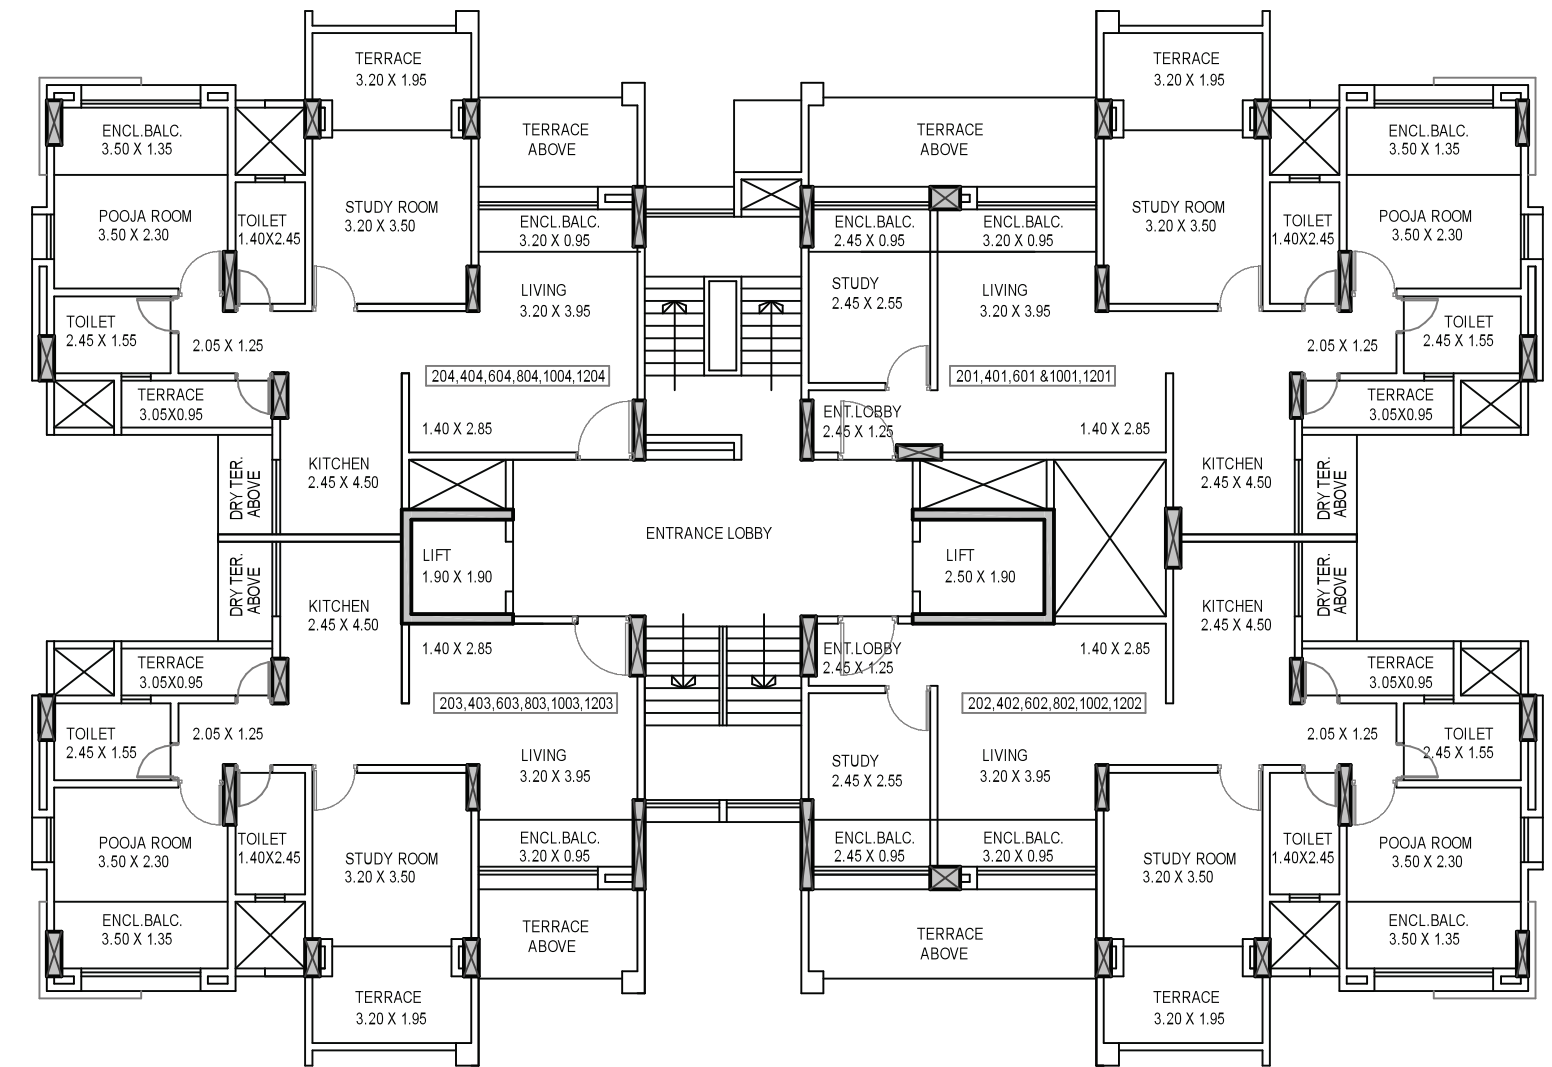 TERRACE
3.20 X 1.95
TERRACE
3.20 X 1.95
ENCL.BALC.
3.50 X 1.35
TERRACE
ABOVE
TERRACE
ABOVE
ENCL.BALC.
3.50 X 1.35
POOJA ROOM
3.50 X 2.30
TOILET
1.40X2.45
STUDY ROOM
3.20 X 3.50
ENCL.BALC.
3.20 X 0.95
ENCL.BALC.
2.45 X 0.95
ENCL.BALC.
3.20 X 0.95
STUDY ROOM
3.20 X 3.50
TOILET
1.40X2.45
POOJA ROOM
3.50 X 2.30
LIVING
3.20 X 3.95
STUDY
2.45 X 2.55
LIVING
3.20 X 3.95
TOILET
2.45 X 1.55
2.05 X 1.25
2.05 X 1.25
TOILET
2.45 X 1.55
204,404,604,804,1004,1204
201,401,601 &1001,1201
TERRACE
3.05X0.95
TERRACE
3.05X0.95
1.40 X 2.85
ENT.LOBBY
2.45 X 1.25
1.40 X 2.85
DRY TER.
ABOVE
KITCHEN
2.45 X 4.50
KITCHEN
2.45 X 4.50
DRY TER.
ABOVE
ENTRANCE LOBBY
LIFT
1.90 X 1.90
LIFT
2.50 X 1.90
DRY TER.
ABOVE
KITCHEN
2.45 X 4.50
KITCHEN
2.45 X 4.50
DRY TER.
ABOVE
1.40 X 2.85
ENT.LOBBY
2.45 X 1.25
1.40 X 2.85
TERRACE
3.05X0.95
TERRACE
3.05X0.95
203,403,603,803,1003,1203
202,402,602,802,1002,1202
TOILET
2.45 X 1.55
2.05 X 1.25
2.05 X 1.25
TOILET
2.45 X 1.55
LIVING
3.20 X 3.95
STUDY
2.45 X 2.55
LIVING
3.20 X 3.95
POOJA ROOM
3.50 X 2.30
TOILET
1.40X2.45
STUDY ROOM
3.20 X 3.50
ENCL.BALC.
3.20 X 0.95
ENCL.BALC.
2.45 X 0.95
ENCL.BALC.
3.20 X 0.95
STUDY ROOM
3.20 X 3.50
TOILET
1.40X2.45
POOJA ROOM
3.50 X 2.30
ENCL.BALC.
3.50 X 1.35
TERRACE
ABOVE
TERRACE
ABOVE
ENCL.BALC.
3.50 X 1.35
TERRACE
3.20 X 1.95
TERRACE
3.20 X 1.95